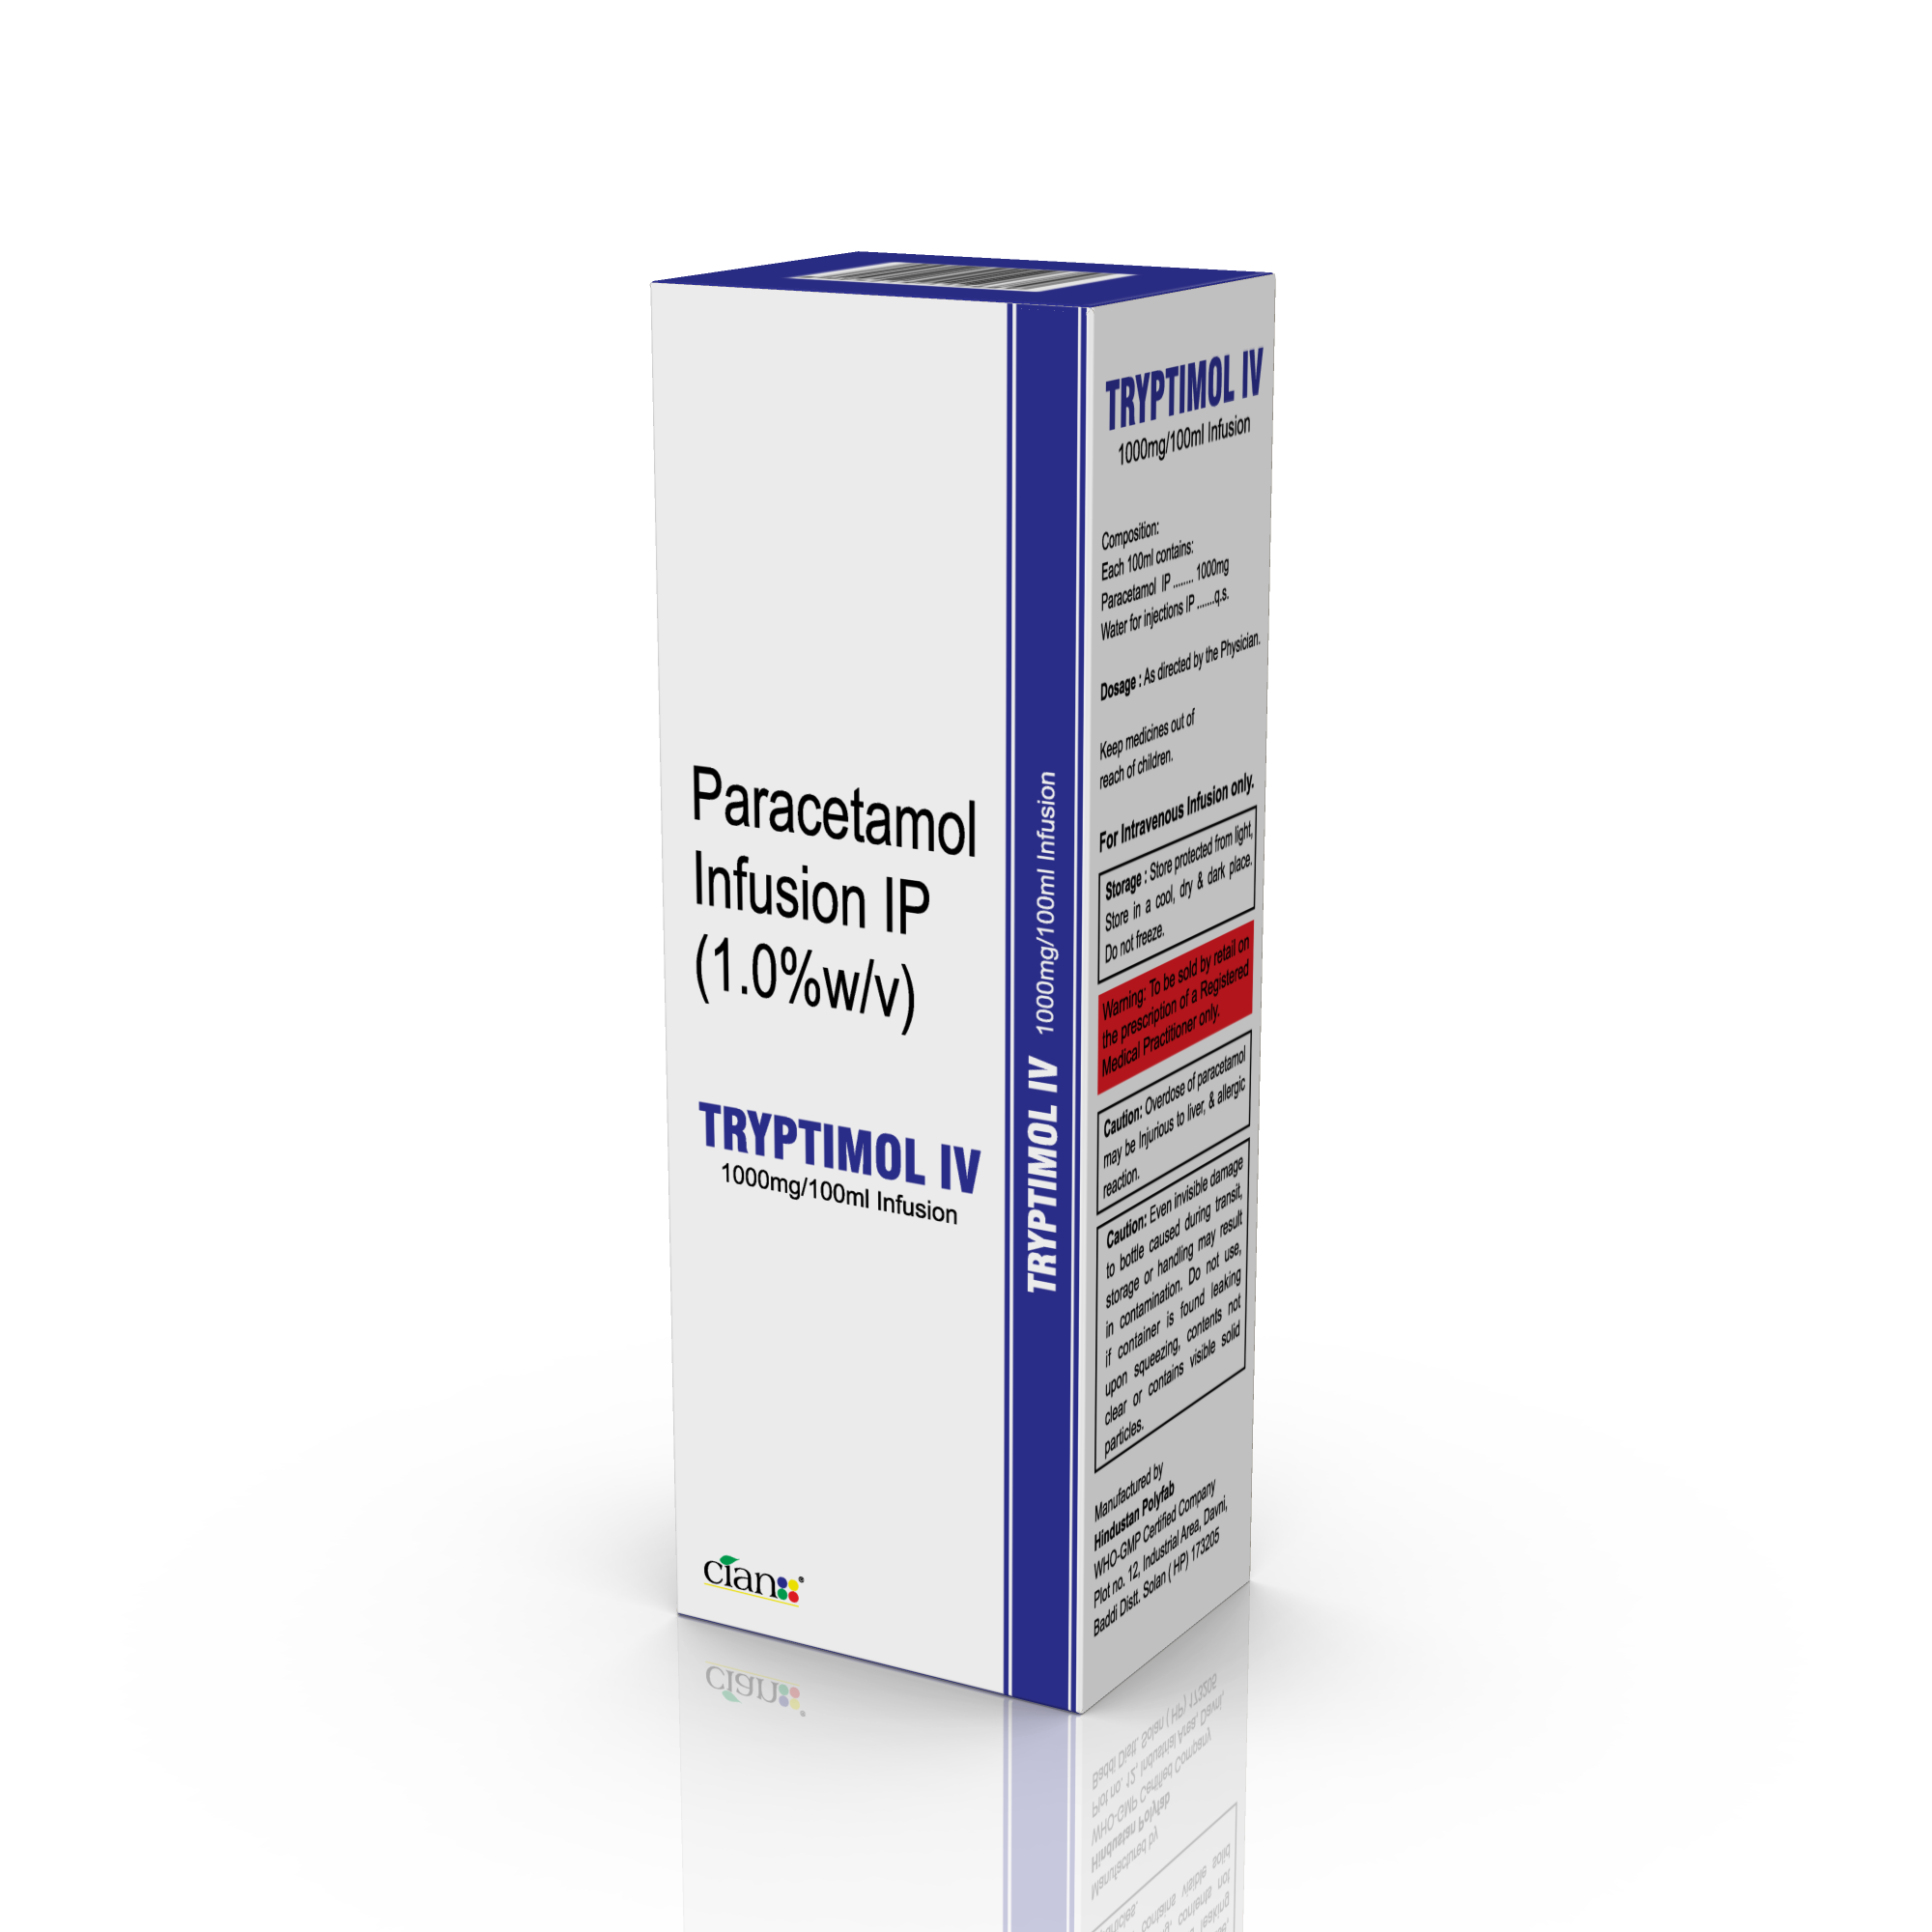 Paracetamol
Infusion IP
(1.0%w/v)
TRYPTIMOL IV
1000mg/100ml Infusion
cian
TRYPTIMOL IV 1000mg/100ml Infusion
TRYPTIMOL IV
1000mg/100ml Infusion
Composition:
Each 100ml contains:
Paracetamol IP ........ 1000mg
Water for injections IP .......q.s.
Dosage : As directed by the Physician.
Keep medicines out of
reach of children.
For Intravenous Infusion only.
Storage : Store protected from light,
Store in a cool, dry & dark place.
Do not freeze.
Warning: To be sold by retail on
the prescription of a Registered
Medical Practitioner only.
Caution: Overdose of paracetamol
may be Injurious to liver, & allergic
reaction.
Caution: Even invisible damage
to bottle caused during transit,
storage or handling may result
in contamination. Do not use,
if container is found leaking
upon squeezing, contents not
clear or contains visible solid
particles.
Manufactured by
Hindustan Polyfab
WHO-GMP Certified Company
Plot no. 12, Industrial Area, Davni,
Baddi Distt. Solan ( HP) 173205